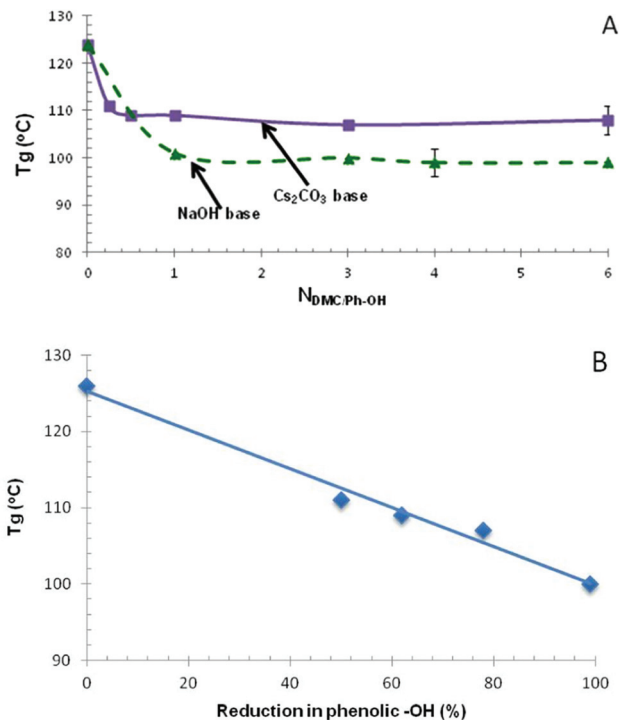 A
130
120
110
100
90
80
Tg (°C)
NaOH base
Cs₂CO₃ base
0 1 2 3 4 5 6
N_DMC/Ph-OH
B
130
120
110
100
90
Tg (°C)
0 20 40 60 80 100
Reduction in phenolic -OH (%)